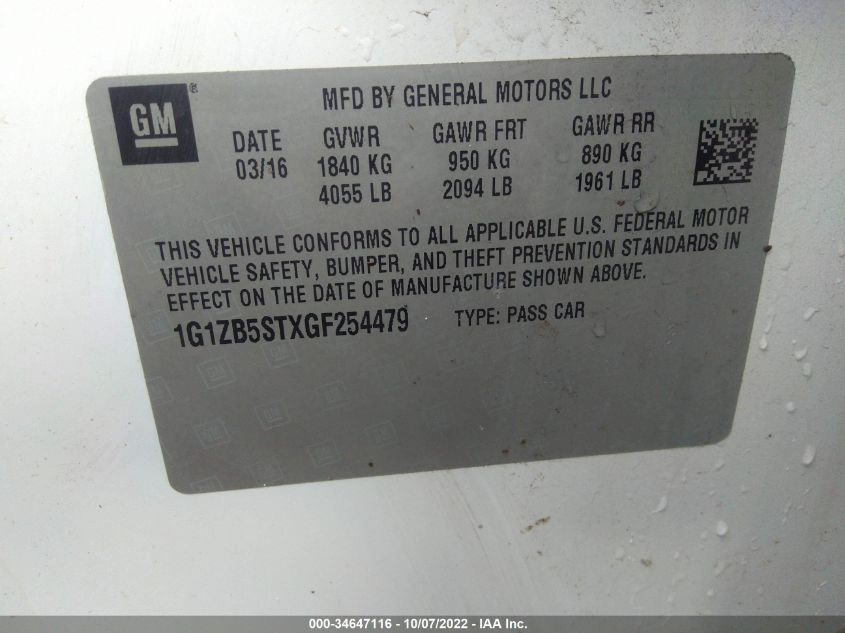 GM®
MFD BY GENERAL MOTORS LLC
DATE GVWR GAWR FRT GAWR RR
03/16 1840 KG 950 KG 890 KG
4055 LB 2094 LB 1961 LB
THIS VEHICLE CONFORMS TO ALL APPLICABLE U.S. FEDERAL MOTOR
VEHICLE SAFETY, BUMPER, AND THEFT PREVENTION STANDARDS IN
EFFECT ON THE DATE OF MANUFACTURE SHOWN ABOVE.
1G1ZB5STXGF254479 TYPE: PASS CAR
000-34647116 - 10/07/2022 - IAA Inc.